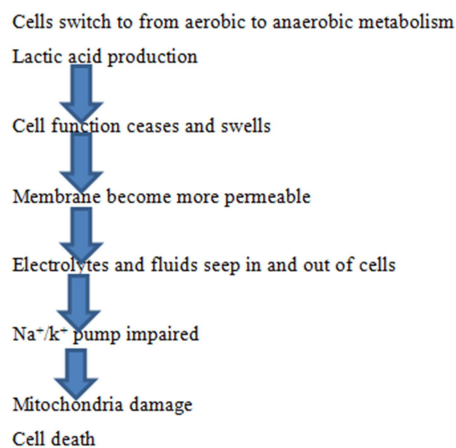 Cells switch to from aerobic to anaerobic metabolism
Lactic acid production
Cell function ceases and swells
Membrane become more permeable
Electrolytes and fluids seep in and out of cells
Na⁺/k⁺ pump impaired
Mitochondria damage
Cell death